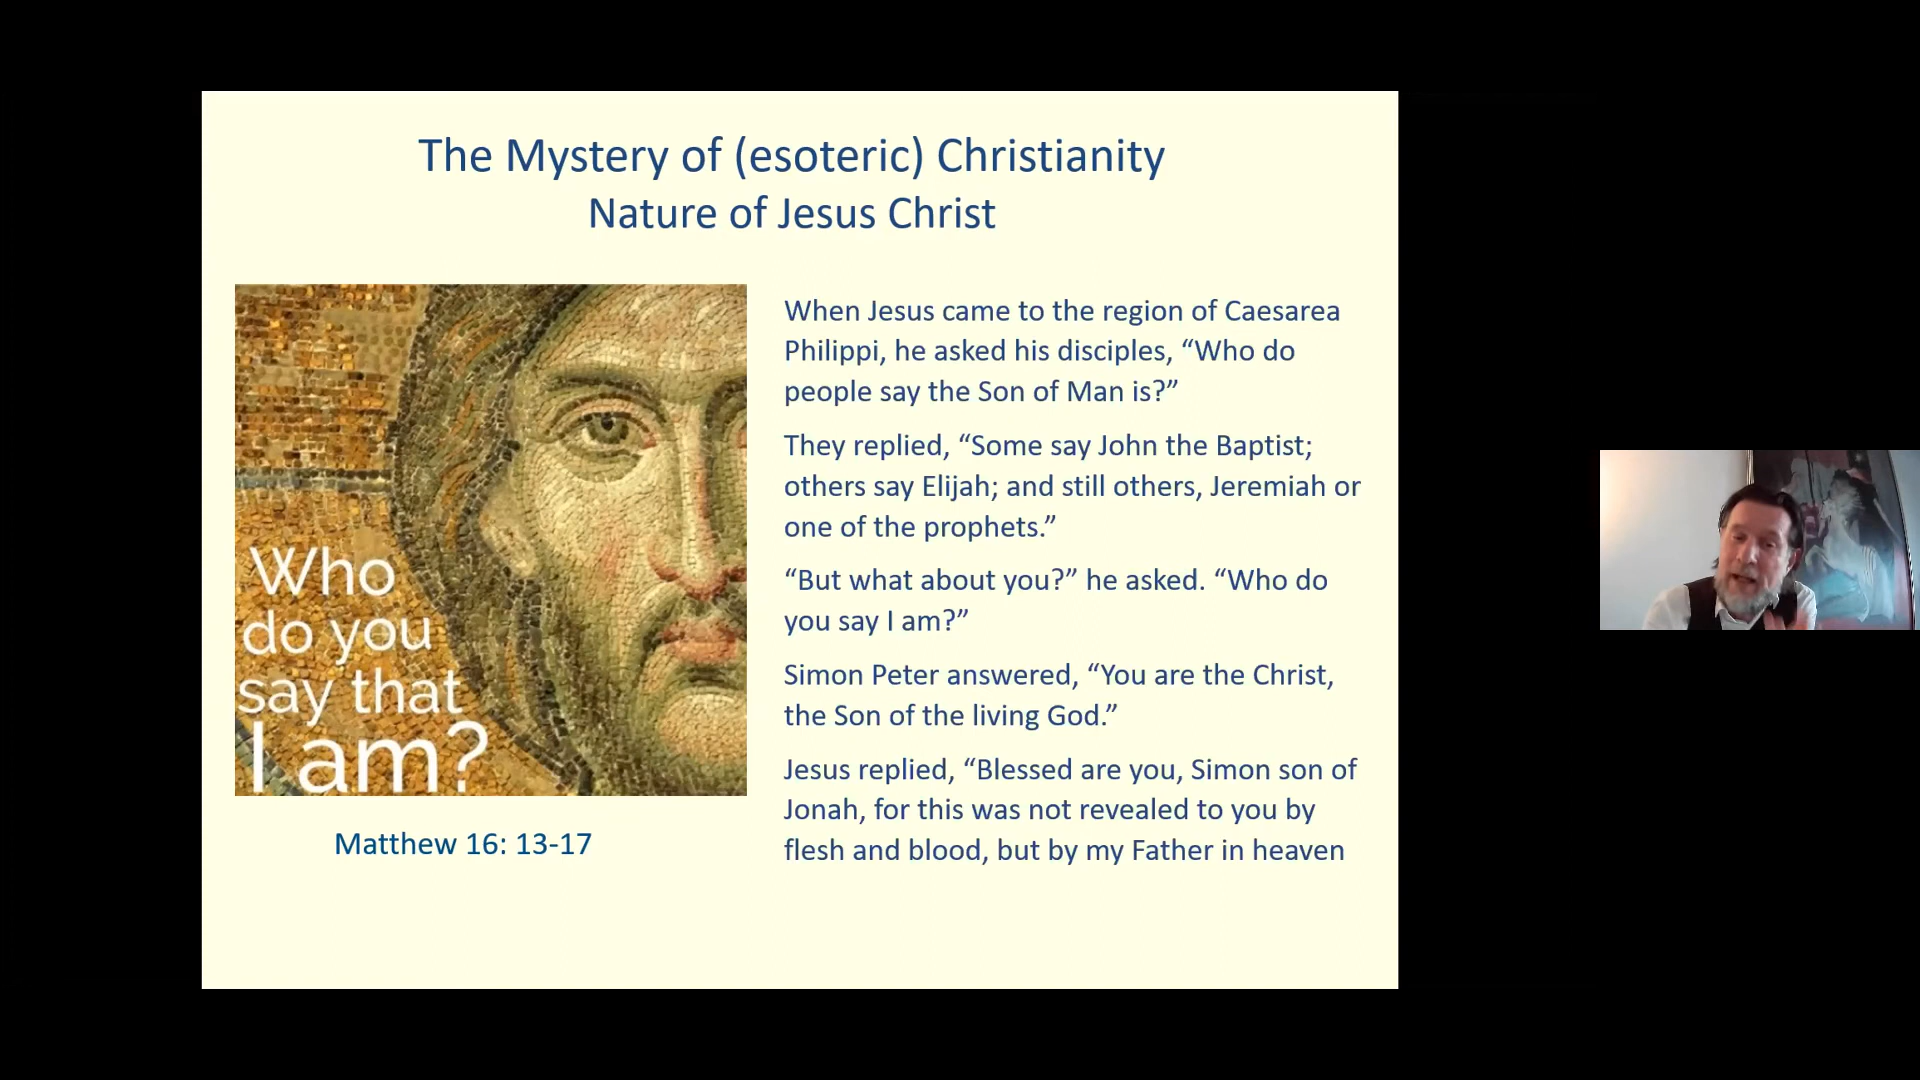 The Mystery of (esoteric) Christianity
Nature of Jesus Christ
Who
do you
say that
I am?
Matthew 16: 13-17
When Jesus came to the region of Caesarea
Philippi, he asked his disciples, “Who do
people say the Son of Man is?”
They replied, “Some say John the Baptist;
others say Elijah; and still others, Jeremiah or
one of the prophets.”
“But what about you?” he asked. “Who do
you say I am?”
Simon Peter answered, “You are the Christ,
the Son of the living God.”
Jesus replied, “Blessed are you, Simon son of
Jonah, for this was not revealed to you by
flesh and blood, but by my Father in heaven